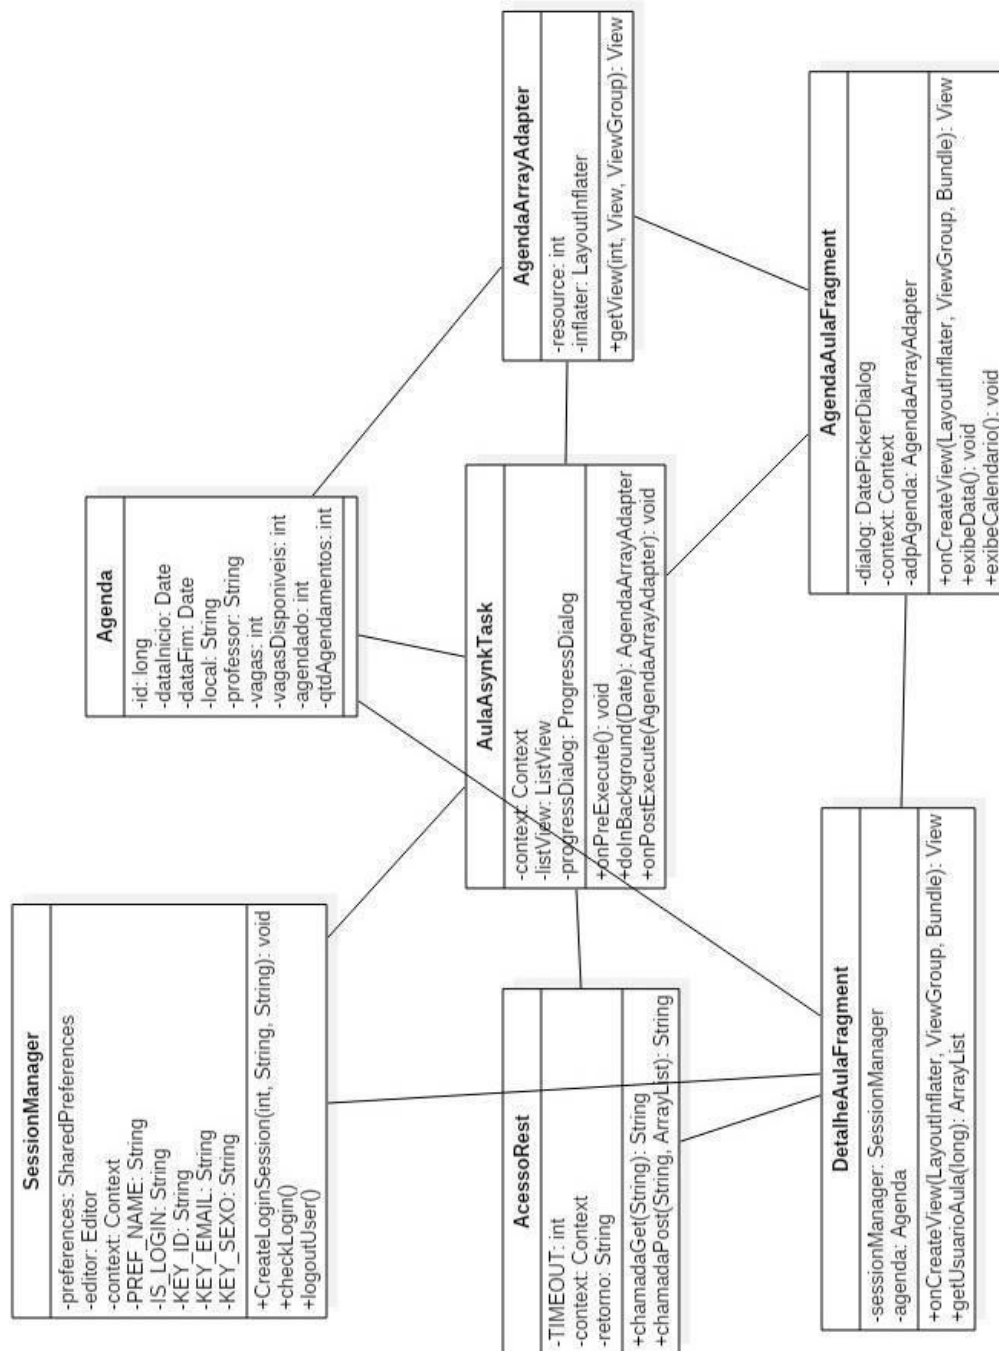 SessionManager
-preferences: SharedPreferences
-editor: Editor
-context: Context
-PREF_NAME: String
-IS_LOGIN: String
-KEY_ID: String
-KEY_EMAIL: String
-KEY_SEXO: String
+CreateLoginSession(int, String, String): void
+checkLogin()
+logoutUser()
Agenda
-id: long
-dataInicio: Date
-dataFim: Date
-local: String
-professor: String
-vagas: int
-vagasDisponiveis: int
-agendado: int
-qtdAgendamentos: int
AcessoRest
-TIMEOUT: int
-context: Context
-retorno: String
+chamadaGet(String): String
+chamadaPost(String, ArrayList): String
AulaAsynkTask
-context: Context
-listView: ListView
-progressDialog: ProgressDialog
+onPreExecute(): void
+doInBackground(Date): AgendaArrayAdapter
+onPostExecute(AgendaArrayAdapter): void
AgendaArrayAdapter
-resource: int
-inflater: LayoutInflater
+getView(int, View, ViewGroup): View
DetalheAulaFragment
-sessionManager: SessionManager
-agenda: Agenda
+onCreateView(LayoutInflater, ViewGroup, Bundle): View
+getUsuarioAula(long): ArrayList
AgendaAulaFragment
-dialog: DatePickerDialog
-context: Context
-adpAgenda: AgendaArrayAdapter
+onCreateView(LayoutInflater, ViewGroup, Bundle): View
+exibeData(): void
+exibeCalendario(): void